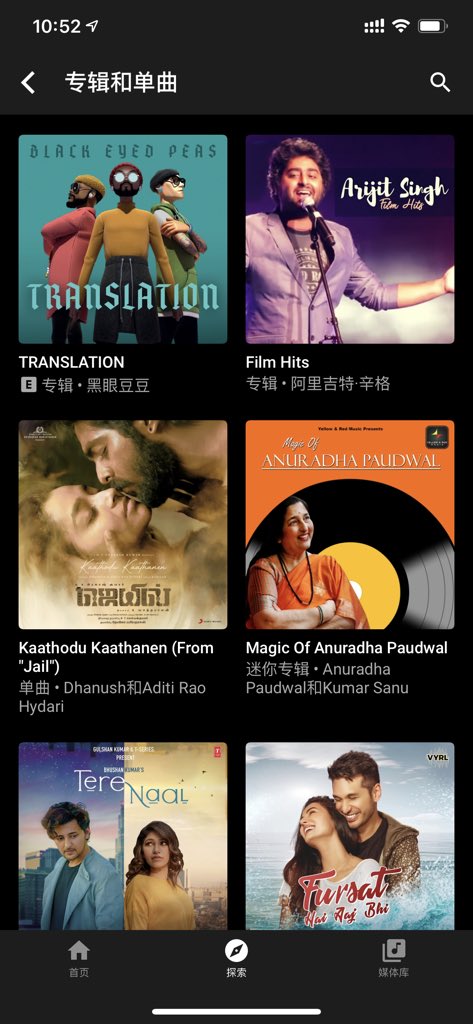 10:52
专辑和单曲
BLACK EYED PEAS
TRANSLATION
Arijit Singh
Film Hits
TRANSLATION
E 专辑 • 黑眼豆豆
Film Hits
专辑 • 阿里吉特·辛格
Kaathodu Kaathanen
ஜெயில்
Yellow & Red Music Presents
Magic Of
ANURADHA PAUDWAL
Kaathodu Kaathanen (From
"Jail")
单曲 • Dhanush和Aditi Rao
Hydari
Magic Of Anuradha Paudwal
迷你专辑 • Anuradha
Paudwal和Kumar Sanu
GULSHAN KUMAR & T-SERIES
PRESENT
BHUSHAN KUMAR'S
Tere
Naal
VYRL
Fursat
Hai Aaj Bhi
首页
探索
媒体库